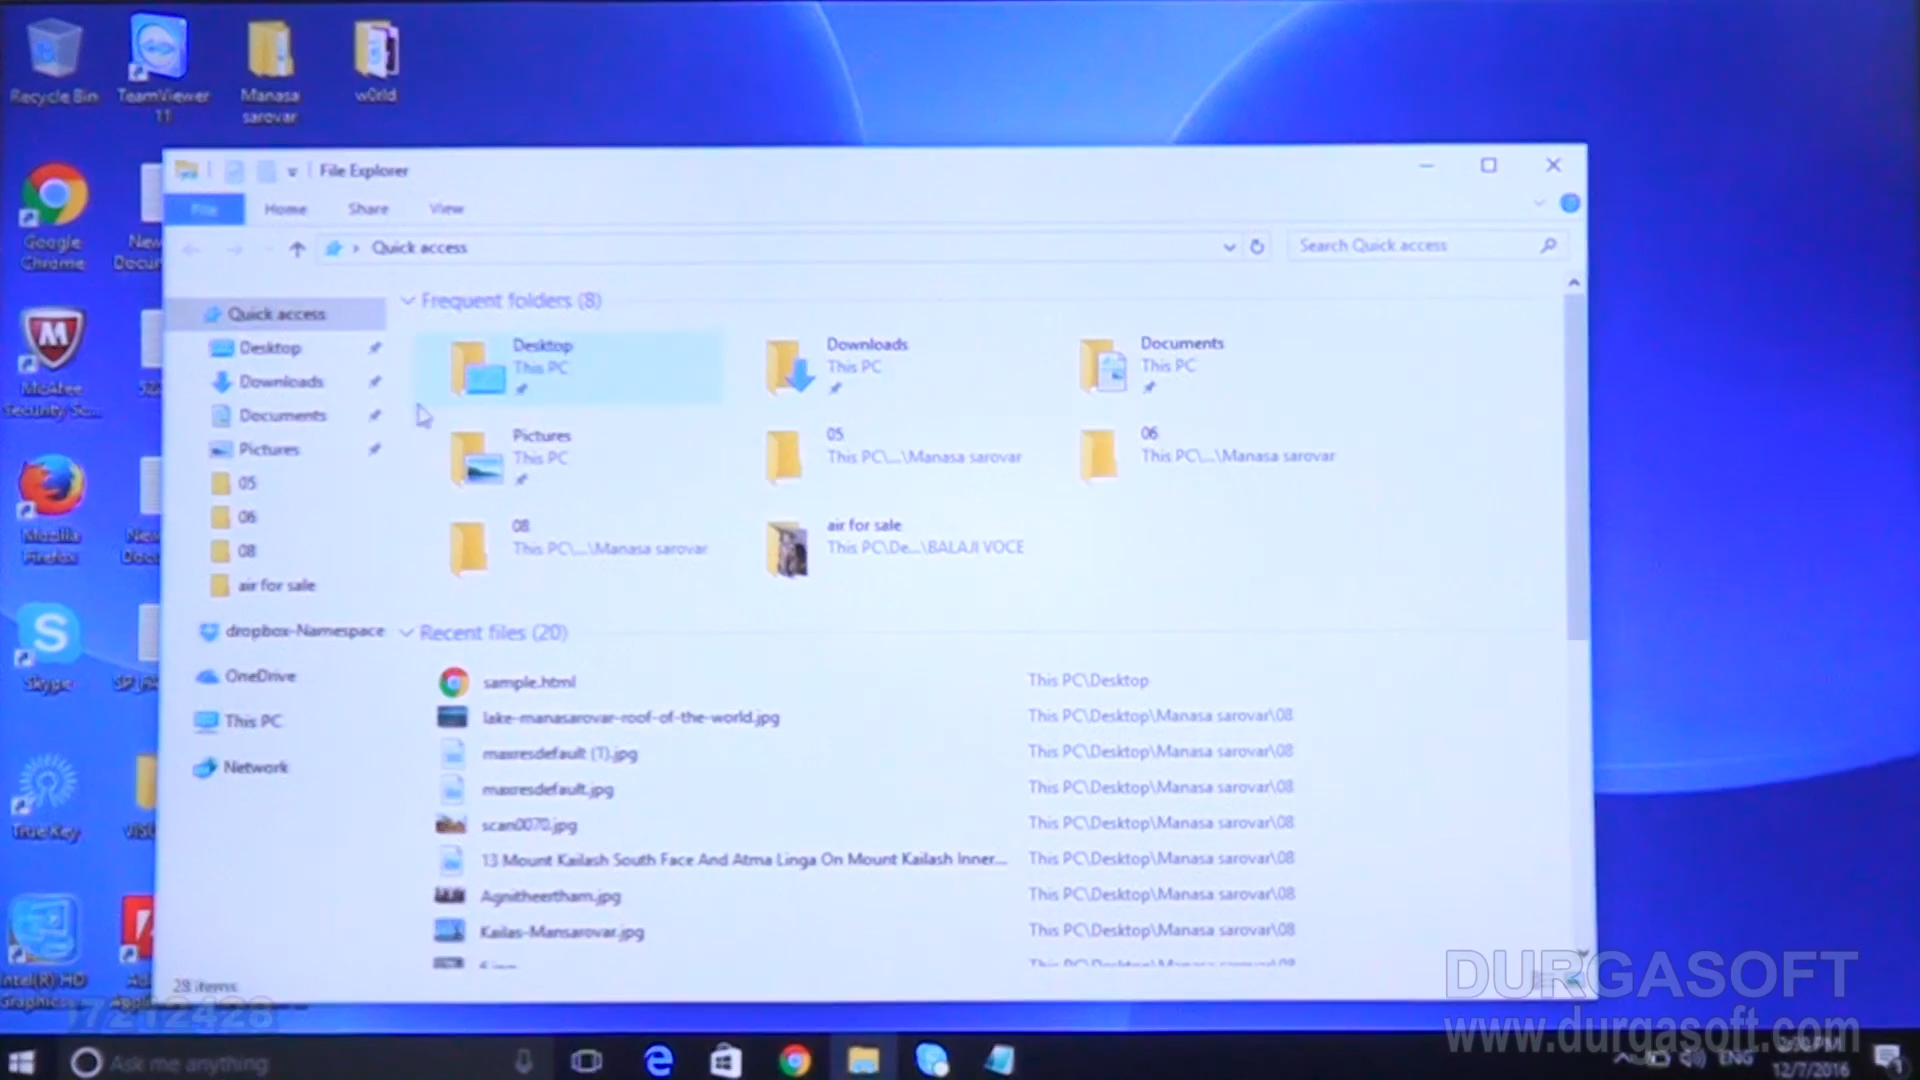 Recycle Bin
TeamViewer
11
Manasa
sarovar
w0rld
Google
Chrome
New
Docur
McAfee
Security Sc...
Mozilla
Firefox
New
Docu
Skype
True Key
Intel(R) HD
Graphics
File Explorer
File
Home
Share
View
Quick access
Search Quick access
Quick access
Desktop
Downloads
Documents
Pictures
05
06
08
air for sale
dropbox-Namespace
OneDrive
This PC
Network
Frequent folders (8)
Desktop
This PC
Downloads
This PC
Documents
This PC
Pictures
This PC
05
This PC\...\Manasa sarovar
06
This PC\...\Manasa sarovar
08
This PC\...\Manasa sarovar
air for sale
This PC\De...\BALAJI VOCE
Recent files (20)
sample.html This PC\Desktop
lake-manasarovar-roof-of-the-world.jpg This PC\Desktop\Manasa sarovar\08
maxresdefault (1).jpg This PC\Desktop\Manasa sarovar\08
maxresdefault.jpg This PC\Desktop\Manasa sarovar\08
scan0070.jpg This PC\Desktop\Manasa sarovar\08
13 Mount Kailash South Face And Atma Linga On Mount Kailash Inner... This PC\Desktop\Manasa sarovar\08
Agnitheertham.jpg This PC\Desktop\Manasa sarovar\08
Kailas-Mansarovar.jpg This PC\Desktop\Manasa sarovar\08
28 items
7212428
DURGASOFT
www.durgasoft.com
Ask me anything
ENG
12/7/2016